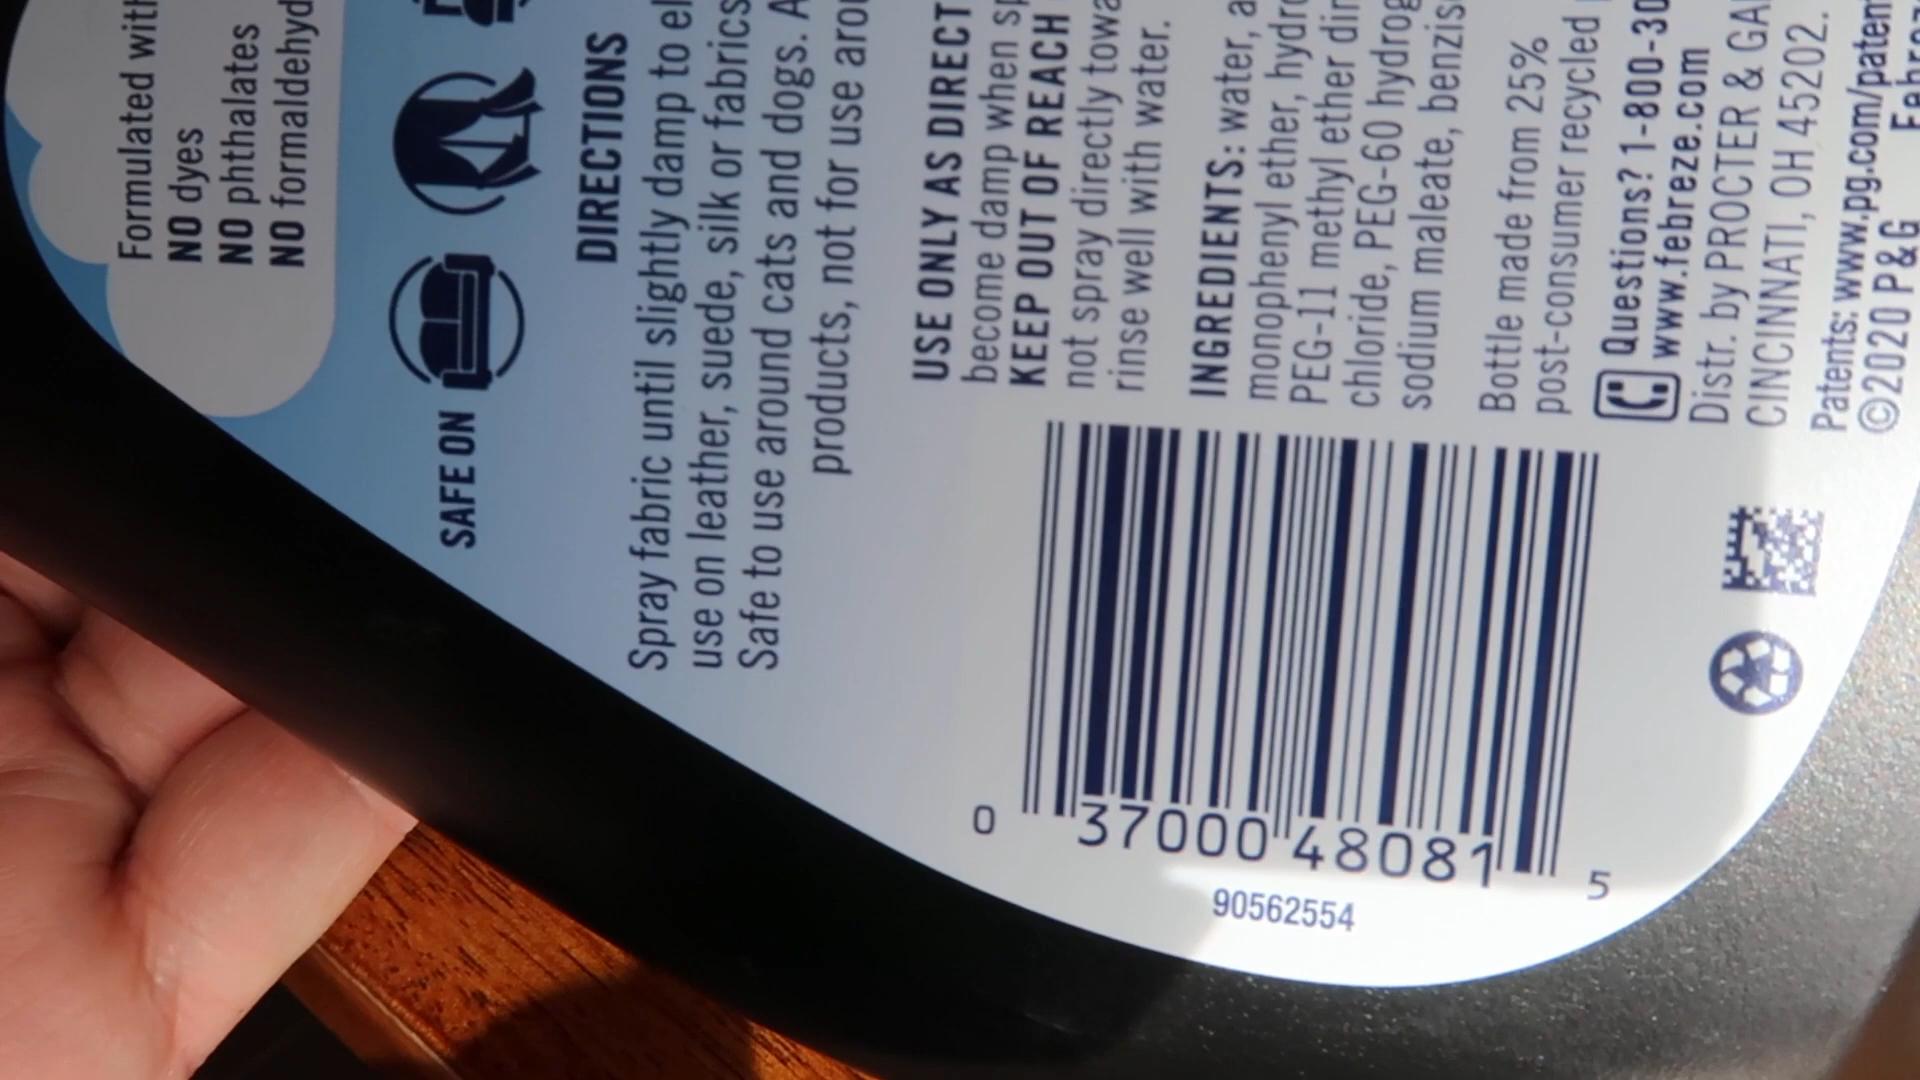 Formulated with
NO dyes
NO phthalates
NO formaldehyd
SAFE ON
DIRECTIONS
Spray fabric until slightly damp to el
use on leather, suede, silk or fabrics
Safe to use around cats and dogs. A
products, not for use arou
USE ONLY AS DIRECT
become damp when sp
KEEP OUT OF REACH
not spray directly towa
rinse well with water.
INGREDIENTS: water, a
monophenyl ether, hydro
PEG-11 methyl ether dim
chloride, PEG-60 hydrog
sodium maleate, benzis
Bottle made from 25%
post-consumer recycled
Questions? 1-800-30
www.febreze.com
Distr. by PROCTER & GA
CINCINNATI, OH 45202.
Patents: www.pg.com/patent
©2020 P&G Febreze
0 37000 48081 5
90562554